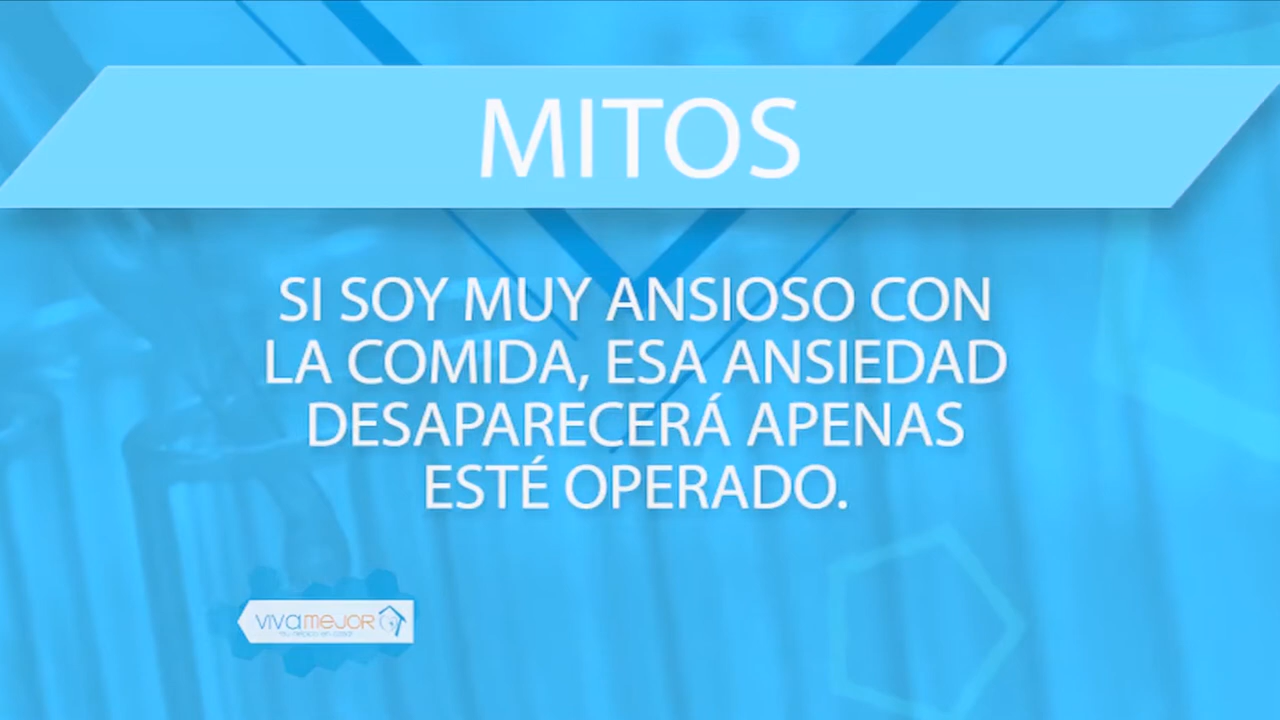 MITOS
SI SOY MUY ANSIOSO CON
LA COMIDA, ESA ANSIEDAD
DESAPARECERÁ APENAS
ESTÉ OPERADO.
VIVAMEJOR